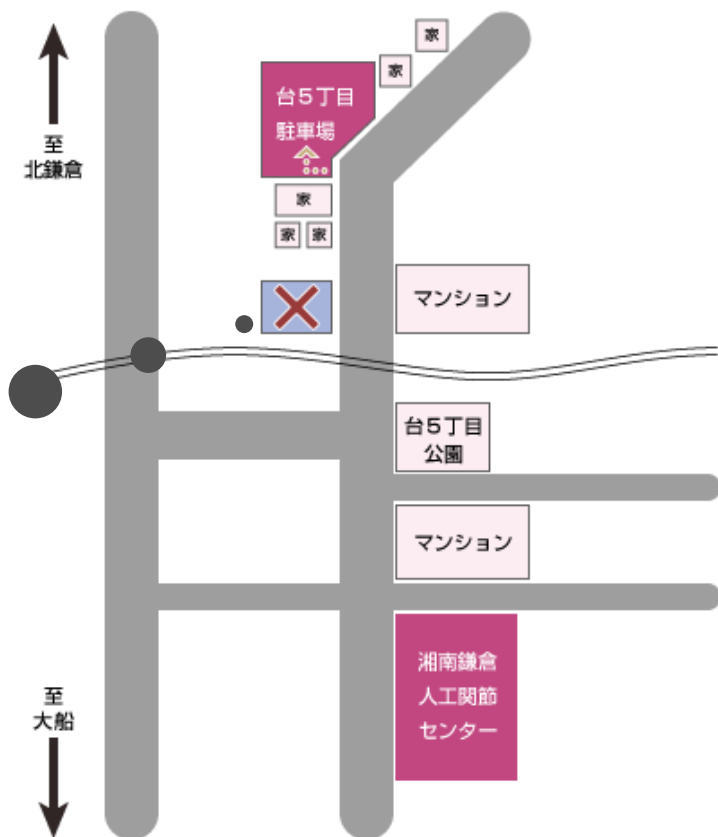 家
家
台５丁目
駐車場
至
北鎌倉
家
家
家
マンション
台５丁目
公園
マンション
湘南鎌倉
人工関節
センター
至
大船